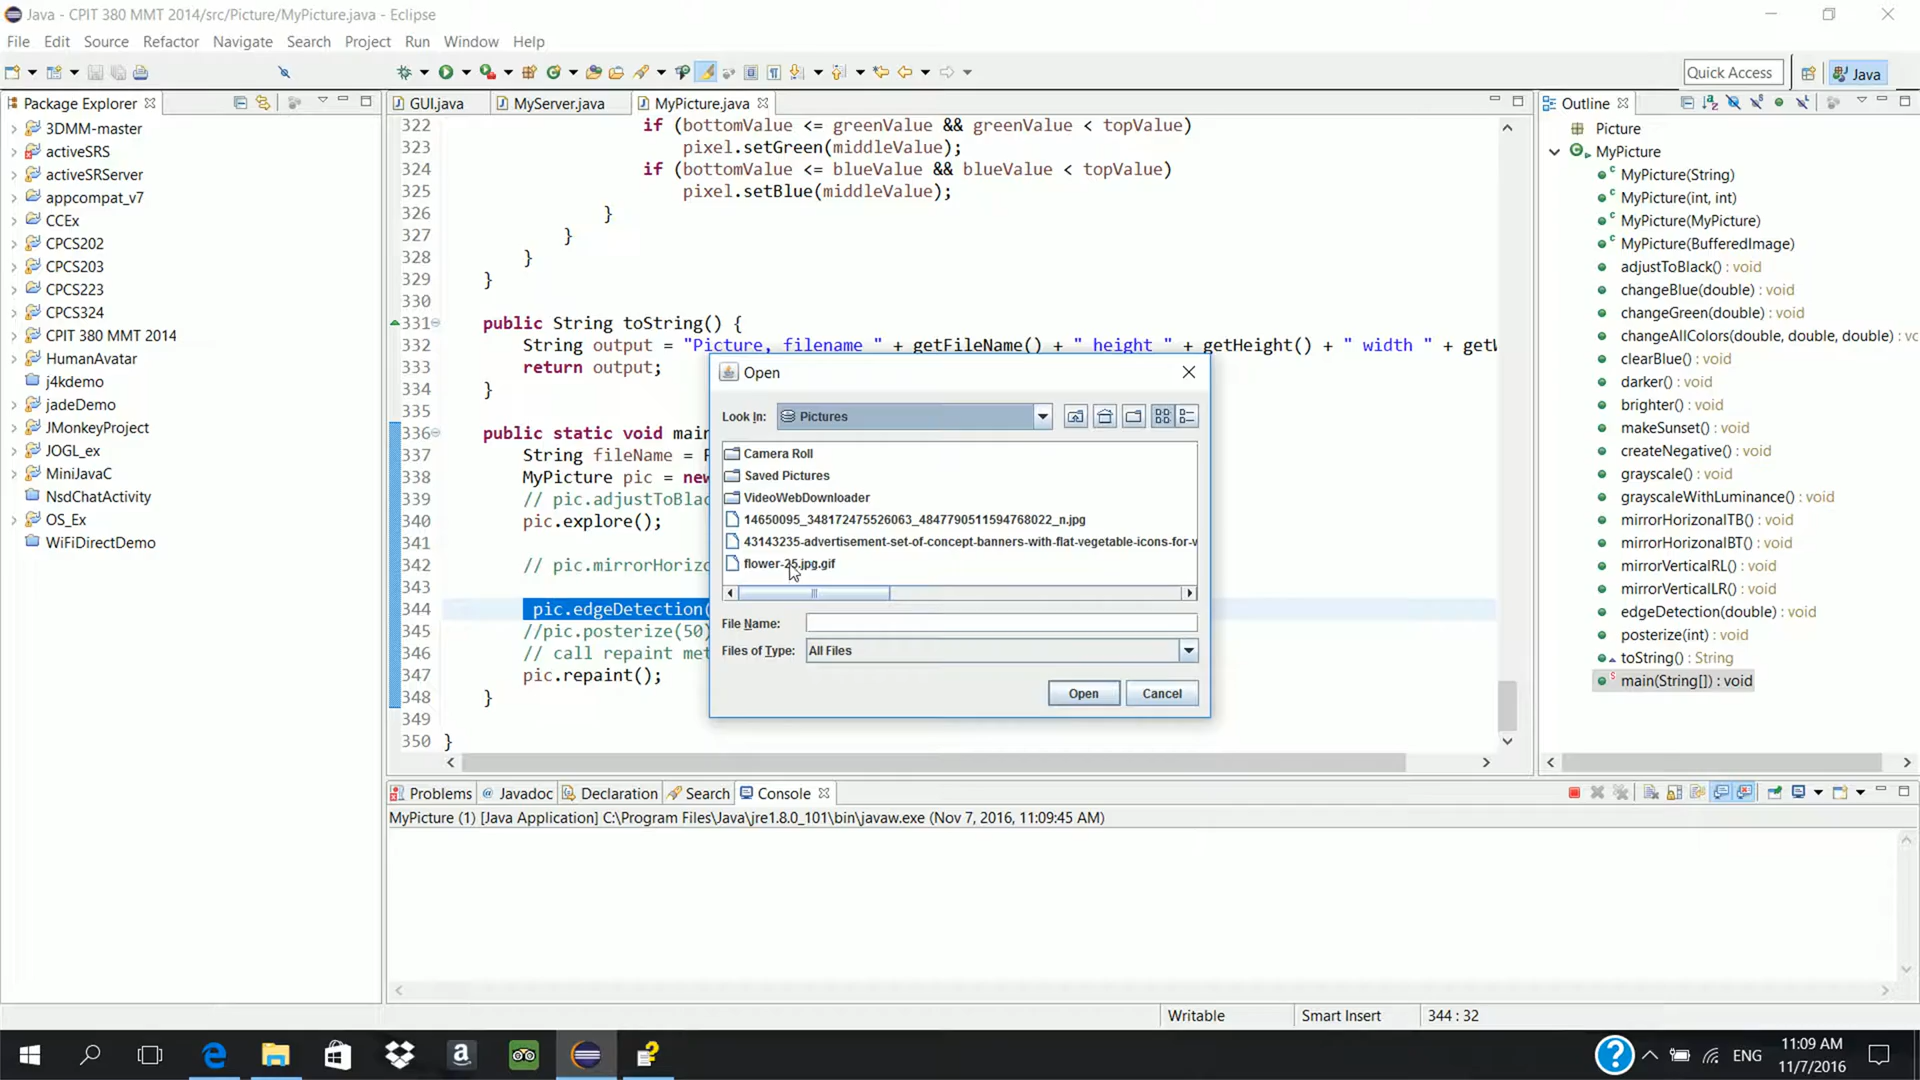 Java - CPIT 380 MMT 2014/src/Picture/MyPicture.java - Eclipse
File Edit Source Refactor Navigate Search Project Run Window Help
Quick Access
Java
Package Explorer
3DMM-master
activeSRS
activeSRServer
appcompat_v7
CCEx
CPCS202
CPCS203
CPCS223
CPCS324
CPIT 380 MMT 2014
HumanAvatar
j4kdemo
jadeDemo
JMonkeyProject
JOGL_ex
MiniJavaC
NsdChatActivity
OS_Ex
WiFiDirectDemo
GUI.java MyServer.java MyPicture.java
322 if (bottomValue <= greenValue && greenValue < topValue)
323 pixel.setGreen(middleValue);
324 if (bottomValue <= blueValue && blueValue < topValue)
325 pixel.setBlue(middleValue);
326 }
327 }
328 }
329 }
330
331 public String toString() {
332 String output = "Picture, filename " + getFileName() + " height " + getHeight() + " width " + getW
333 return output;
334 }
335
336 public static void main
337 String fileName = F
338 MyPicture pic = new
339 // pic.adjustToBlac
340 pic.explore();
341
342 // pic.mirrorHorizo
343
344 pic.edgeDetection(
345 //pic.posterize(50)
346 // call repaint met
347 pic.repaint();
348 }
349
350 }
Open
Look In: Pictures
Camera Roll
Saved Pictures
VideoWebDownloader
14650095_348172475526063_4847790511594768022_n.jpg
43143235-advertisement-set-of-concept-banners-with-flat-vegetable-icons-for-v
flower-25.jpg.gif
File Name:
Files of Type: All Files
Open Cancel
Outline
Picture
MyPicture
MyPicture(String)
MyPicture(int, int)
MyPicture(MyPicture)
MyPicture(BufferedImage)
adjustToBlack() : void
changeBlue(double) : void
changeGreen(double) : void
changeAllColors(double, double, double) : vo
clearBlue() : void
darker() : void
brighter() : void
makeSunset() : void
createNegative() : void
grayscale() : void
grayscaleWithLuminance() : void
mirrorHorizonalTB() : void
mirrorHorizonalBT() : void
mirrorVerticalRL() : void
mirrorVerticalLR() : void
edgeDetection(double) : void
posterize(int) : void
toString() : String
main(String[]) : void
Problems Javadoc Declaration Search Console
MyPicture (1) [Java Application] C:\Program Files\Java\jre1.8.0_101\bin\javaw.exe (Nov 7, 2016, 11:09:45 AM)
Writable Smart Insert 344 : 32
ENG 11:09 AM
11/7/2016